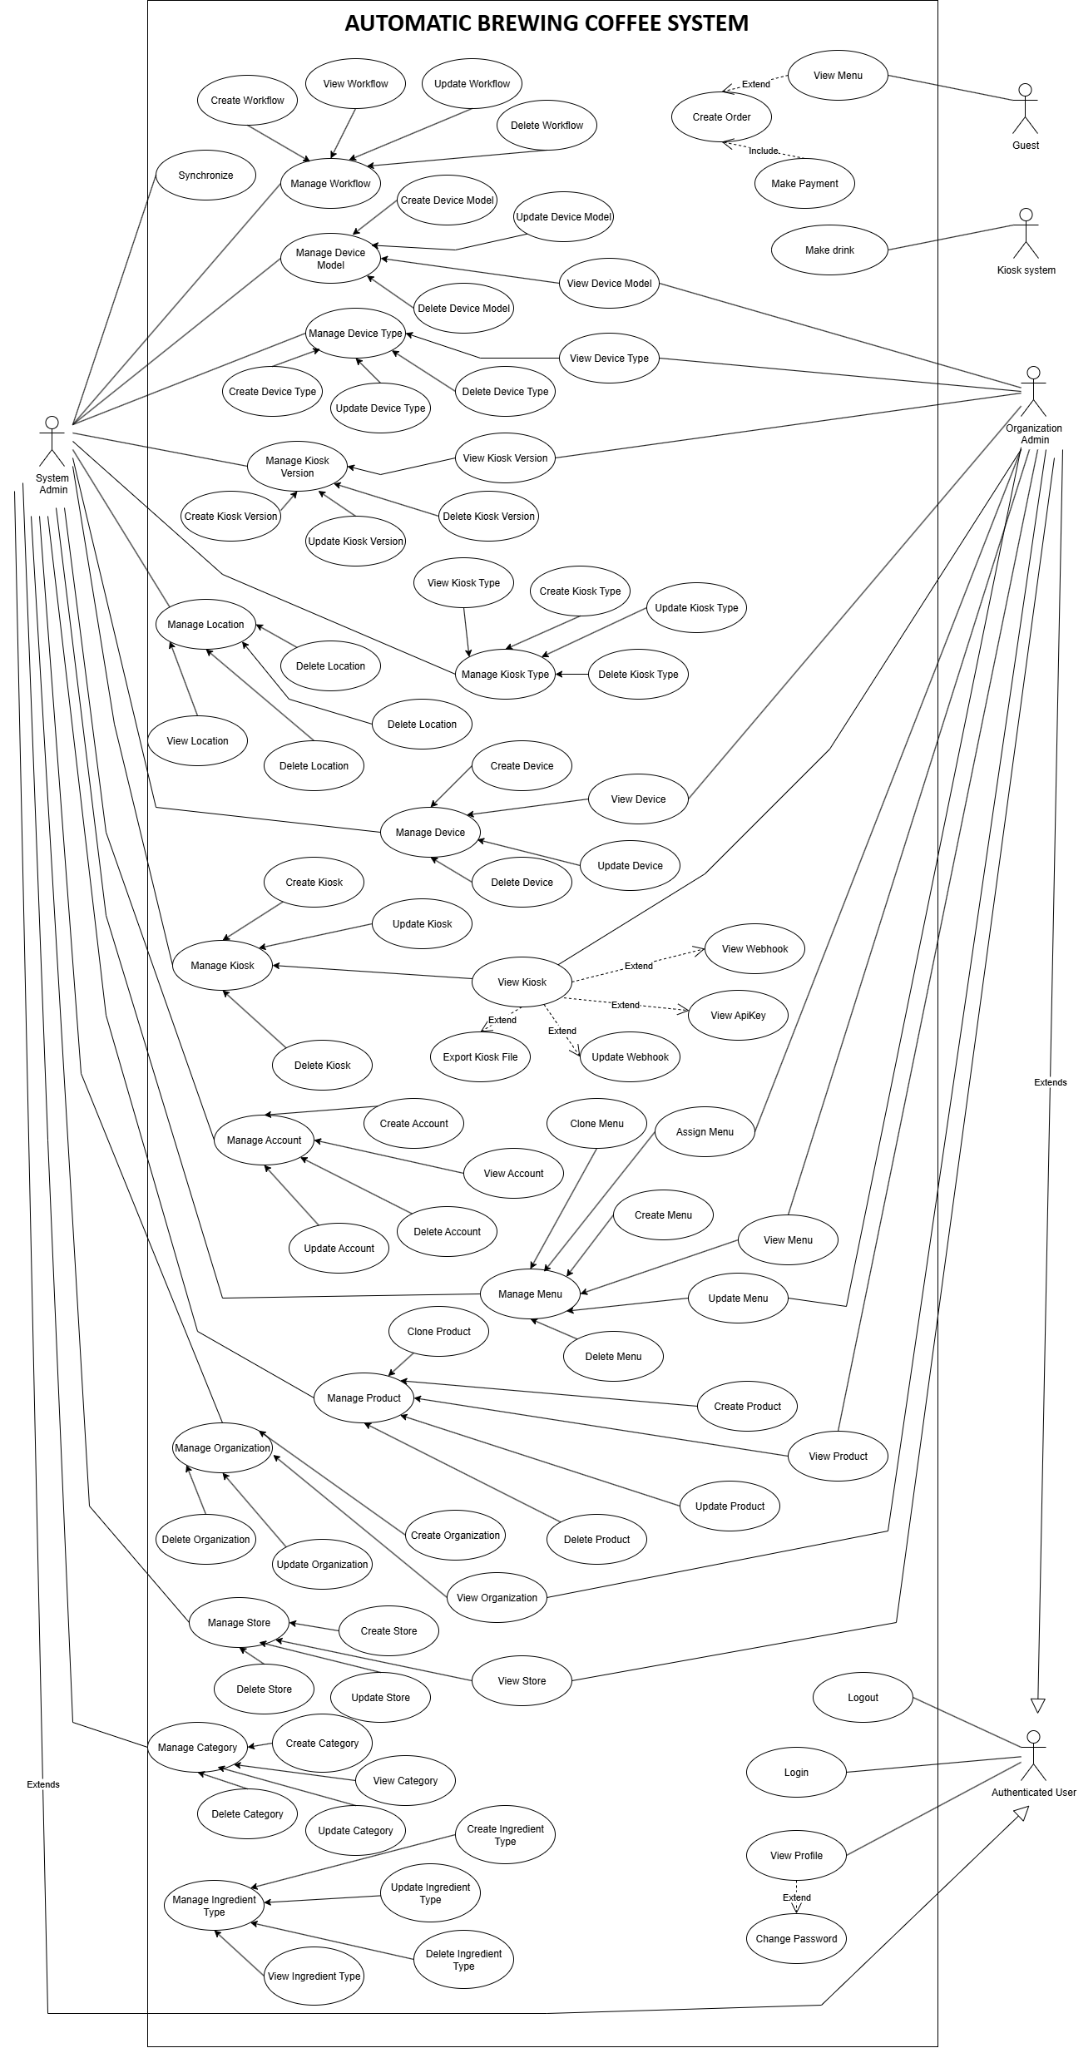 AUTOMATIC BREWING COFFEE SYSTEM
View Menu
View Workflow
Update Workflow
Extend
Create Workflow
Create Order
Delete Workflow
Guest
Include
Synchronize
Manage Workflow
Make Payment
Create Device Model
Update Device Model
Manage Device
Model
Make drink
Kiosk system
View Device Model
Delete Device Model
Manage Device Type
View Device Type
Create Device Type
Delete Device Type
Update Device Type
Organization
Admin
System
Admin
Manage Kiosk
Version
View Kiosk Version
Create Kiosk Version
Delete Kiosk Version
Update Kiosk Version
View Kiosk Type
Create Kiosk Type
Update Kiosk Type
Manage Location
Delete Location
Manage Kiosk Type
Delete Kiosk Type
Delete Location
View Location
Delete Location
Create Device
View Device
Manage Device
Update Device
Delete Device
Create Kiosk
Update Kiosk
View Webhook
Manage Kiosk
Extend
View Kiosk
Extend
View ApiKey
Extend
Extend
Export Kiosk File
Update Webhook
Delete Kiosk
Extends
Create Account
Clone Menu
Assign Menu
Manage Account
View Account
Create Menu
Delete Account
View Menu
Update Account
Manage Menu
Update Menu
Clone Product
Delete Menu
Manage Product
Create Product
Manage Organization
View Product
Update Product
Delete Organization
Create Organization
Delete Product
Update Organization
View Organization
Manage Store
Create Store
View Store
Delete Store
Update Store
Logout
Create Category
Manage Category
Login
View Category
Extends
Authenticated User
Delete Category
Update Category
Create Ingredient
Type
View Profile
Update Ingredient
Type
Manage Ingredient
Type
Extend
Change Password
Delete Ingredient
Type
View Ingredient Type